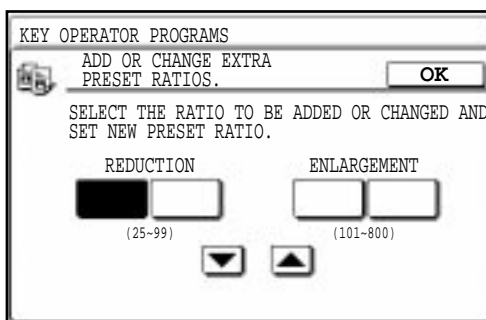 KEY OPERATOR PROGRAMS
ADD OR CHANGE EXTRA
PRESET RATIOS.
OK
SELECT THE RATIO TO BE ADDED OR CHANGED AND
SET NEW PRESET RATIO.
REDUCTION ENLARGEMENT
(25~99) (101~800)